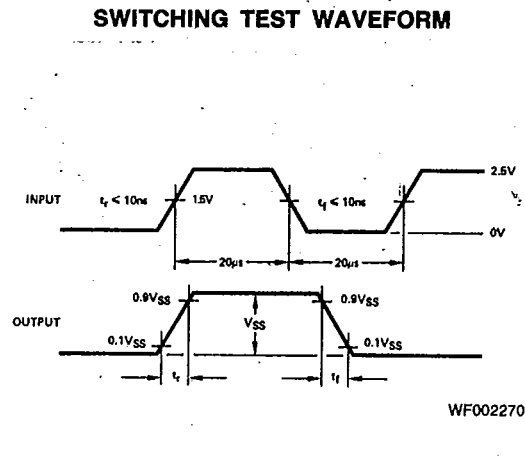 SWITCHING TEST WAVEFORM
INPUT
tr ≤ 10ns
1.5V
tf ≤ 10ns
2.5V
0V
20µs
20µs
OUTPUT
0.9VSS
0.1VSS
VSS
0.9VSS
0.1VSS
tr
tf
WF002270